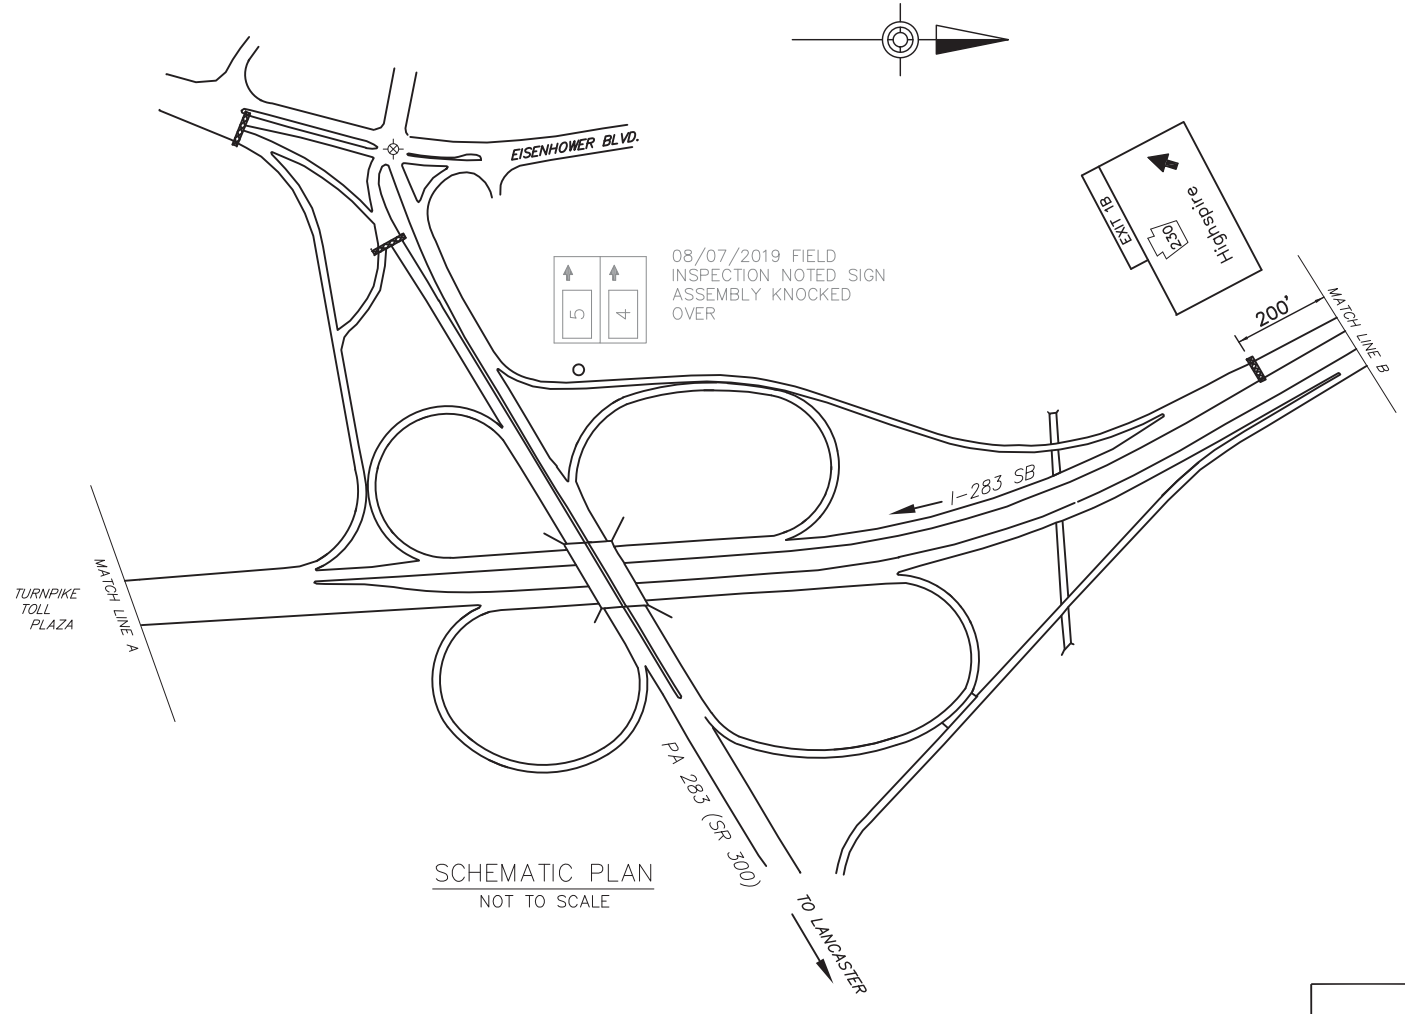 EISENHOWER BLVD.
EXIT 1B
230
Highspire
08/07/2019 FIELD
INSPECTION NOTED SIGN
ASSEMBLY KNOCKED
OVER
5
4
200'
MATCH LINE B
I-283 SB
TURNPIKE
TOLL
PLAZA
MATCH LINE A
PA 283 (SR 300)
SCHEMATIC PLAN
NOT TO SCALE
TO LANCASTER